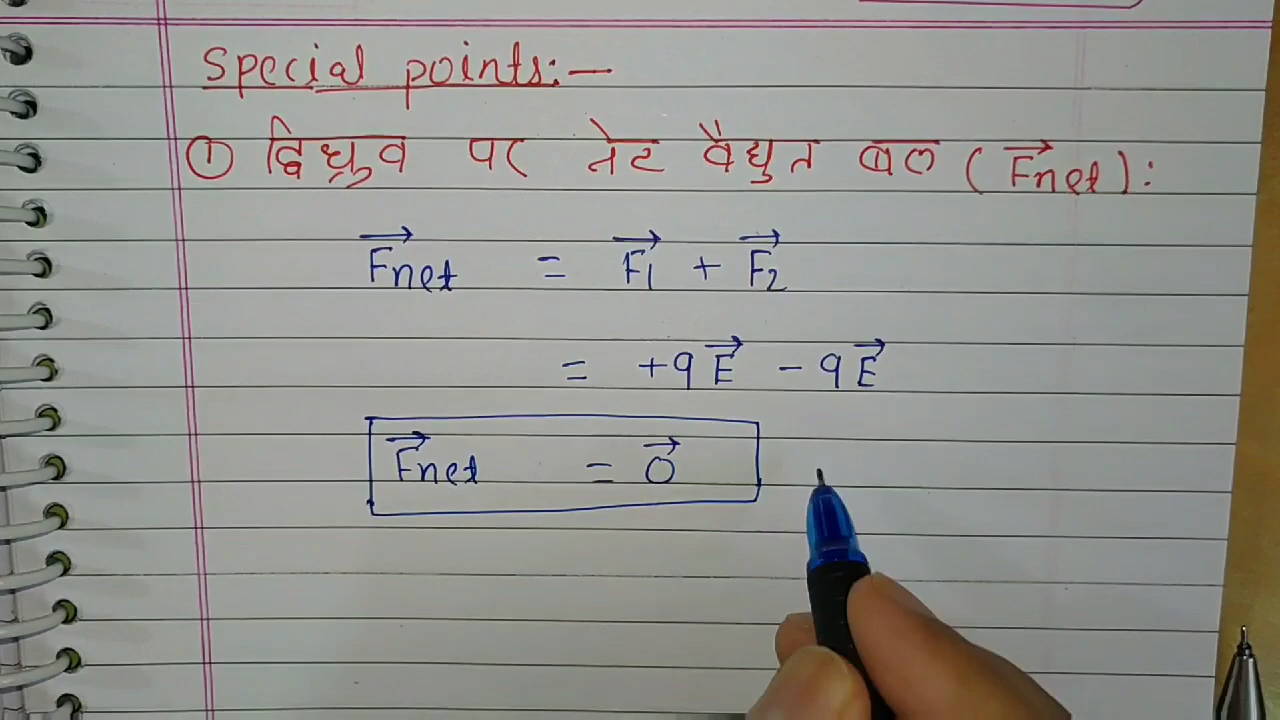 Special points:—
① द्विध्रुव पर नेट वैद्युत बल (F⃗net):
F⃗net = F⃗1 + F⃗2
= +qE⃗ - qE⃗
F⃗net = 0⃗